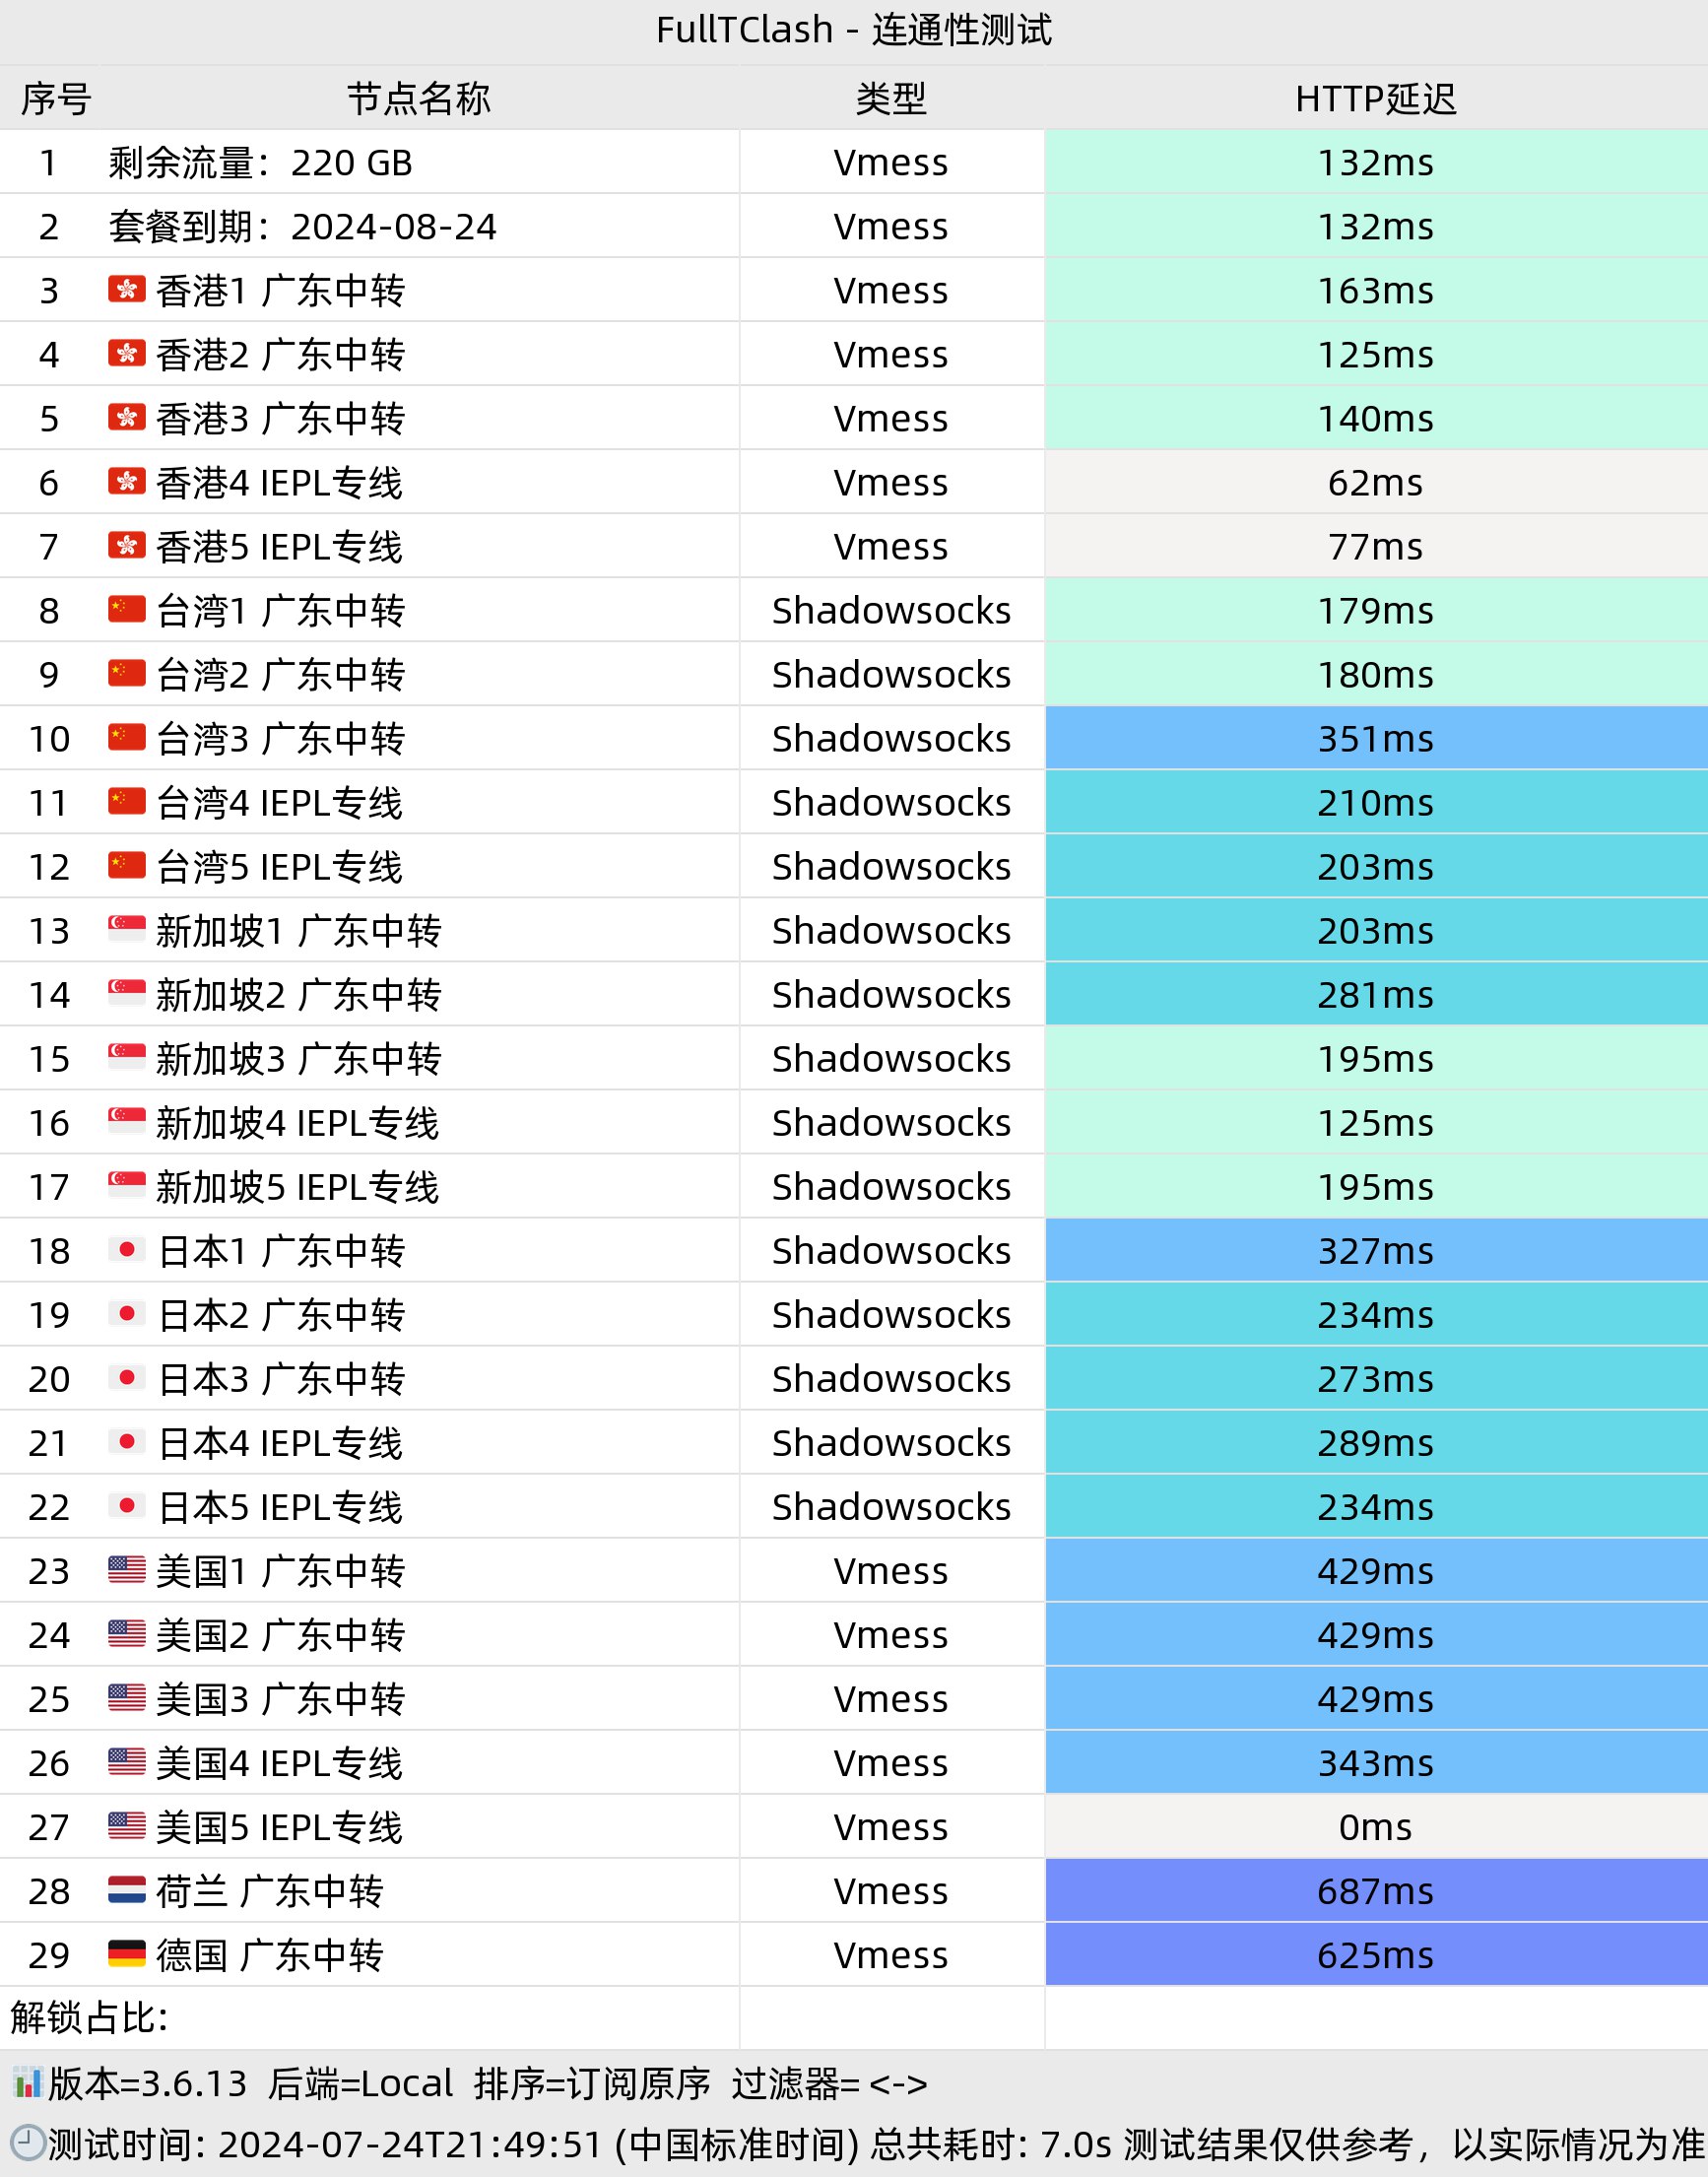 FullTClash - 连通性测试
序号 节点名称 类型 HTTP延迟
1 剩余流量：220 GB Vmess 132ms
2 套餐到期：2024-08-24 Vmess 132ms
3 🇭🇰 香港1 广东中转 Vmess 163ms
4 🇭🇰 香港2 广东中转 Vmess 125ms
5 🇭🇰 香港3 广东中转 Vmess 140ms
6 🇭🇰 香港4 IEPL专线 Vmess 62ms
7 🇭🇰 香港5 IEPL专线 Vmess 77ms
8 🇨🇳 台湾1 广东中转 Shadowsocks 179ms
9 🇨🇳 台湾2 广东中转 Shadowsocks 180ms
10 🇨🇳 台湾3 广东中转 Shadowsocks 351ms
11 🇨🇳 台湾4 IEPL专线 Shadowsocks 210ms
12 🇨🇳 台湾5 IEPL专线 Shadowsocks 203ms
13 🇸🇬 新加坡1 广东中转 Shadowsocks 203ms
14 🇸🇬 新加坡2 广东中转 Shadowsocks 281ms
15 🇸🇬 新加坡3 广东中转 Shadowsocks 195ms
16 🇸🇬 新加坡4 IEPL专线 Shadowsocks 125ms
17 🇸🇬 新加坡5 IEPL专线 Shadowsocks 195ms
18 🇯🇵 日本1 广东中转 Shadowsocks 327ms
19 🇯🇵 日本2 广东中转 Shadowsocks 234ms
20 🇯🇵 日本3 广东中转 Shadowsocks 273ms
21 🇯🇵 日本4 IEPL专线 Shadowsocks 289ms
22 🇯🇵 日本5 IEPL专线 Shadowsocks 234ms
23 🇺🇸 美国1 广东中转 Vmess 429ms
24 🇺🇸 美国2 广东中转 Vmess 429ms
25 🇺🇸 美国3 广东中转 Vmess 429ms
26 🇺🇸 美国4 IEPL专线 Vmess 343ms
27 🇺🇸 美国5 IEPL专线 Vmess 0ms
28 🇳🇱 荷兰 广东中转 Vmess 687ms
29 🇩🇪 德国 广东中转 Vmess 625ms
解锁占比:
📊版本=3.6.13 后端=Local 排序=订阅原序 过滤器= <->
🕘测试时间: 2024-07-24T21:49:51 (中国标准时间) 总共耗时: 7.0s 测试结果仅供参考，以实际情况为准